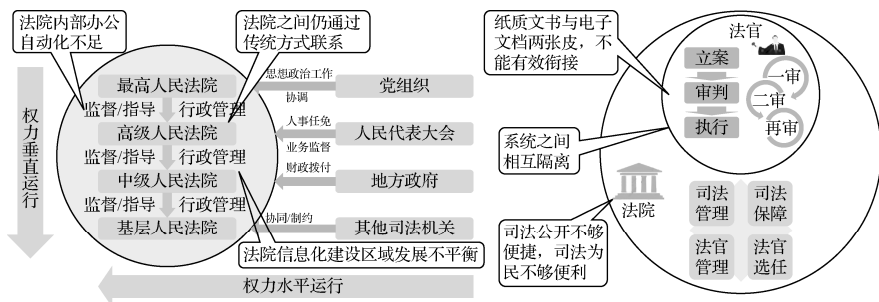 法院内部办公
自动化不足
法院之间仍通过
传统方式联系
权力垂直运行
最高人民法院
监督/指导 行政管理
高级人民法院
监督/指导 行政管理
中级人民法院
监督/指导 行政管理
基层人民法院
思想政治工作
协调
人事任免
业务监督
财政拨付
协同/制约
党组织
人民代表大会
地方政府
其他司法机关
法院信息化建设区域发展不平衡
权力水平运行
纸质文书与电子
文档两张皮，不
能有效衔接
法官
立案
审判
执行
一审
二审
再审
系统之间
相互隔离
法院
司法公开不够
便捷，司法为
民不够便利
司法
管理
司法
保障
法官
管理
法官
选任